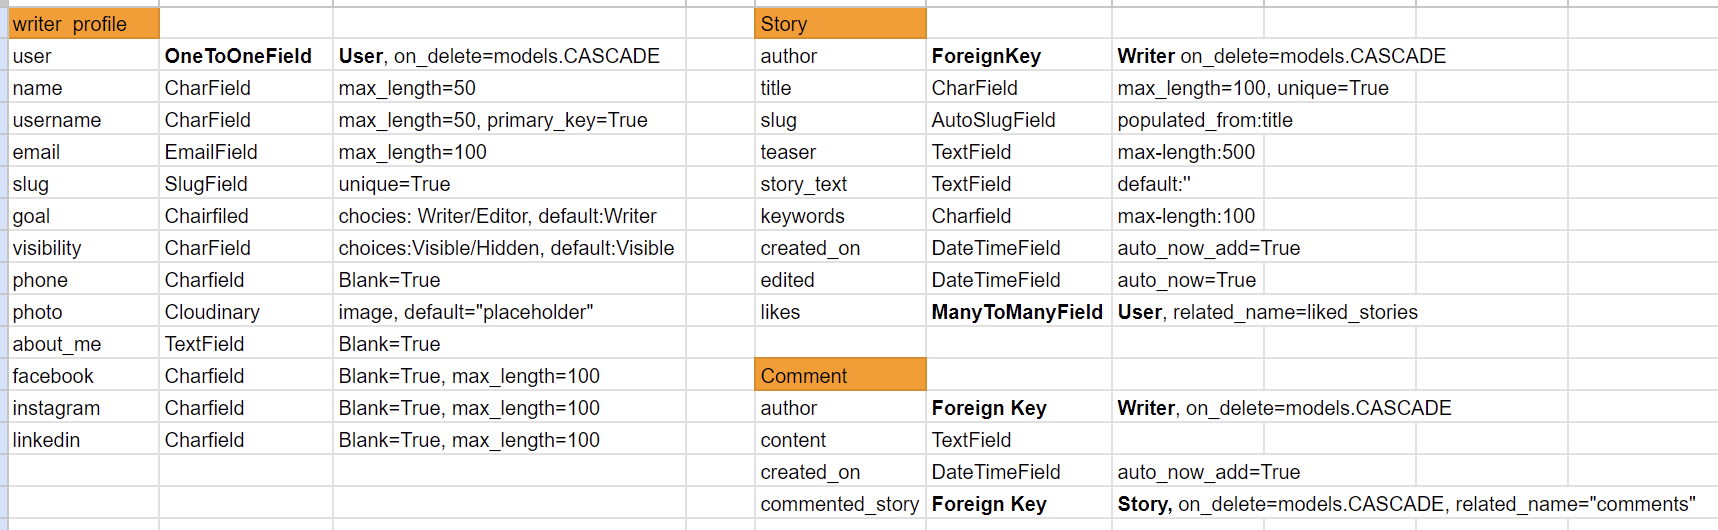 writer_profile
user OneToOneField User, on_delete=models.CASCADE
name CharField max_length=50
username CharField max_length=50, primary_key=True
email EmailField max_length=100
slug SlugField unique=True
goal Chairfiled chocies: Writer/Editor, default:Writer
visibility CharField choices:Visible/Hidden, default:Visible
phone Charfield Blank=True
photo Cloudinary image, default="placeholder"
about_me TextField Blank=True
facebook Charfield Blank=True, max_length=100
instagram Charfield Blank=True, max_length=100
linkedin Charfield Blank=True, max_length=100
Story
author ForeignKey Writer on_delete=models.CASCADE
title CharField max_length=100, unique=True
slug AutoSlugField populated_from:title
teaser TextField max-length:500
story_text TextField default:''
keywords Charfield max-length:100
created_on DateTimeField auto_now_add=True
edited DateTimeField auto_now=True
likes ManyToManyField User, related_name=liked_stories
Comment
author Foreign Key Writer, on_delete=models.CASCADE
content TextField
created_on DateTimeField auto_now_add=True
commented_story Foreign Key Story, on_delete=models.CASCADE, related_name="comments"